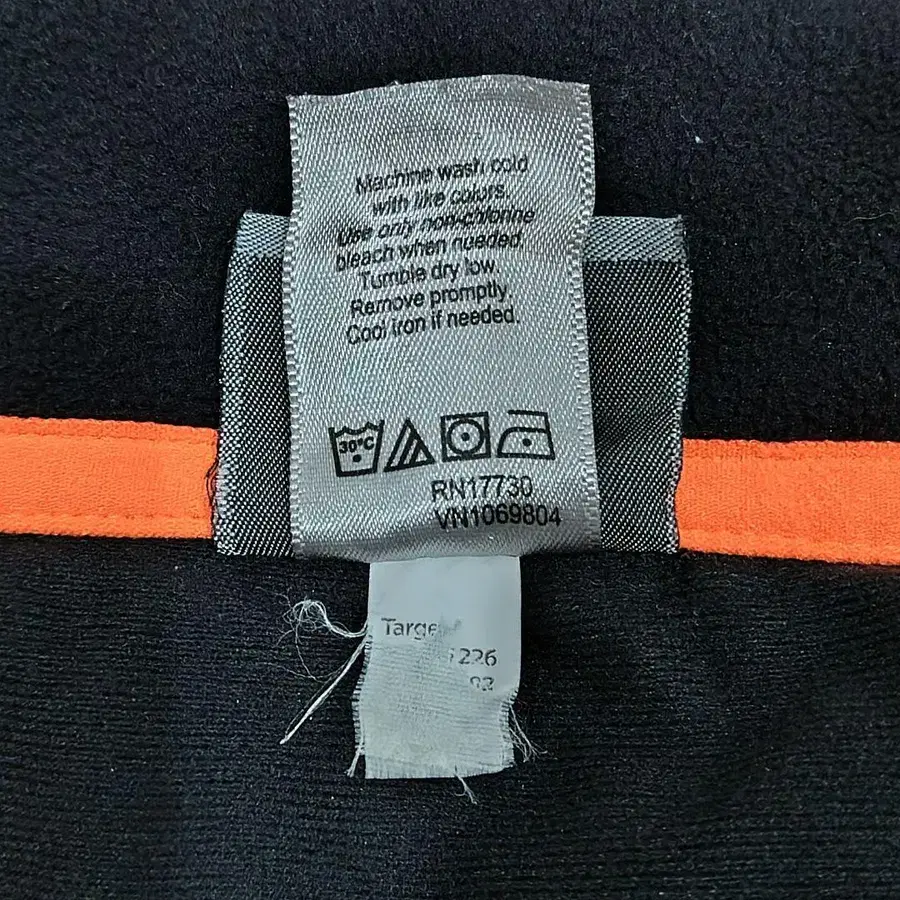 Machine wash cold
with like colors.
Use only non-chlorine
bleach when needed.
Tumble dry low.
Remove promptly.
Cool iron if needed.
30°C
RN17730
VN1069804
226